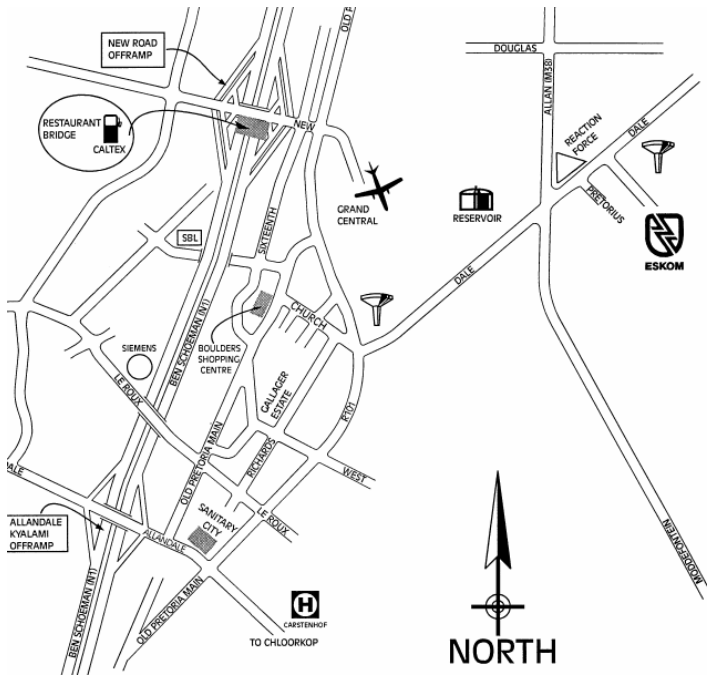 OLD P
NEW ROAD
OFFRAMP
DOUGLAS
ALLAN (M38)
RESTAURANT
BRIDGE
CALTEX
NEW
REACTION
FORCE
DALE
GRAND
CENTRAL
RESERVOIR
PRETORIUS
ESKOM
SBL
SIXTEENTH
DALE
CHURCH
BEN SCHOEMAN (N1)
SIEMENS
BOULDERS
SHOPPING
CENTRE
LE ROUX
GALLAGER
ESTATE
R101
OLD PRETORIA MAIN
RICHARDS
WEST
DALE
LE ROUX
SANITARY
CITY
ALLANDALE
KYALAMI
OFFRAMP
ALLANDALE
MODDEFONTEIN
BEN SCHOEMAN (N1)
OLD PRETORIA MAIN
H
CARSTENHOF
TO CHLOORKOP
NORTH